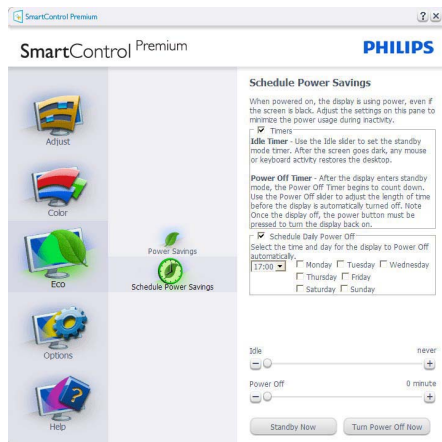 SmartControl Premium
SmartControl Premium
PHILIPS
Adjust
Color
Eco
Options
Help
Power Savings
Schedule Power Savings
Schedule Power Savings
When powered on, the display is using power, even if
the screen is black. Adjust the settings on this pane to
minimize the power usage during inactivity.
Timers
Idle Timer - Use the Idle slider to set the standby
mode timer. After the screen goes dark, any mouse
or keyboard activity restores the desktop.
Power Off Timer - After the display enters standby
mode, the Power Off Timer begins to count down.
Use the Power Off slider to adjust the length of time
before the display is automatically turned off. Note
Once the display off, the power button must be
pressed to turn the display back on.
Schedule Daily Power Off
Select the time and day for the display to Power Off
automatically.
17:00 Monday Tuesday Wednesday
Thursday Friday
Saturday Sunday
Idle never
Power Off 0 minute
Standby Now Turn Power Off Now